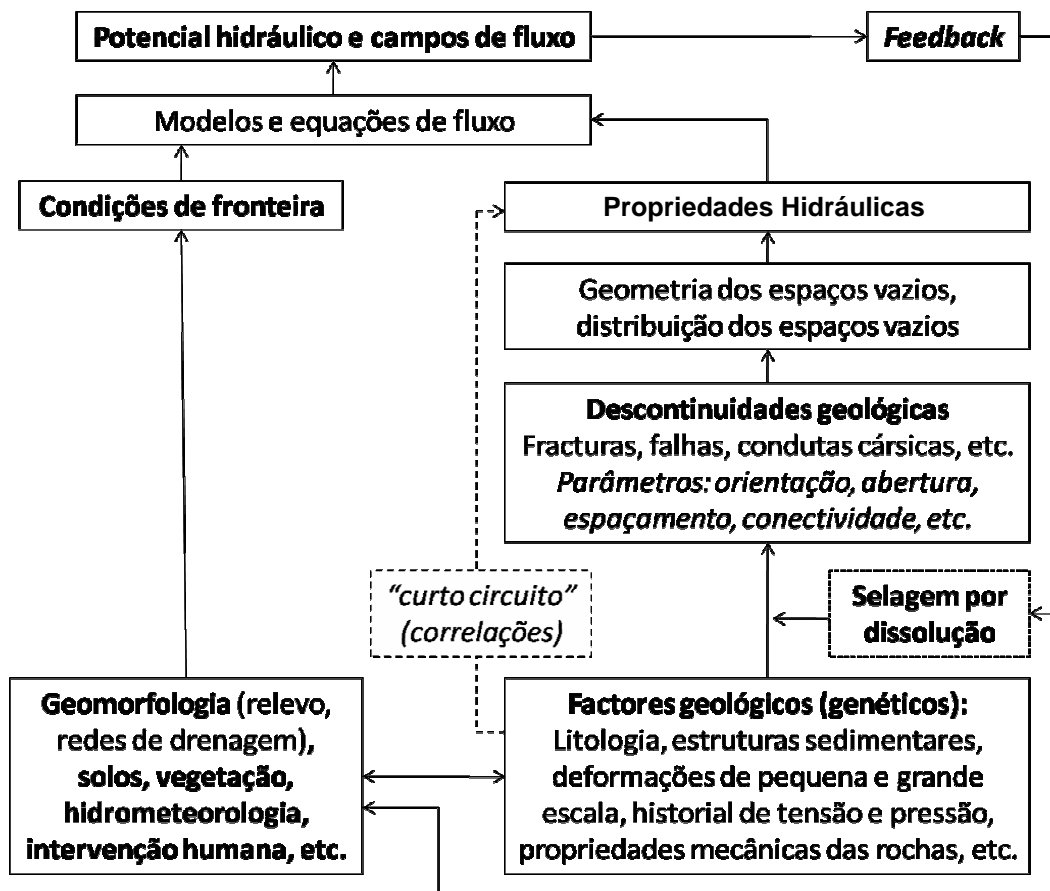 Potencial hidráulico e campos de fluxo
Feedback
Modelos e equações de fluxo
Condições de fronteira
Propriedades Hidráulicas
Geometria dos espaços vazios,
distribuição dos espaços vazios
Descontinuidades geológicas
Fracturas, falhas, condutas cársicas, etc.
Parâmetros: orientação, abertura,
espaçamento, conectividade, etc.
"curto circuito"
(correlações)
Selagem por
dissolução
Geomorfologia (relevo,
redes de drenagem),
solos, vegetação,
hidrometeorologia,
intervenção humana, etc.
Factores geológicos (genéticos):
Litologia, estruturas sedimentares,
deformações de pequena e grande
escala, historial de tensão e pressão,
propriedades mecânicas das rochas, etc.